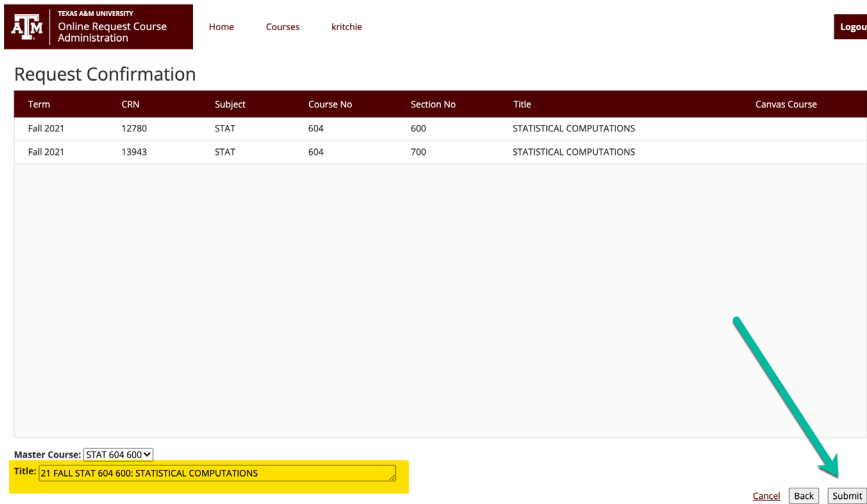 TEXAS A&M UNIVERSITY
Online Request Course
Administration
Home Courses kritchie
Request Confirmation
Term CRN Subject Course No Section No Title Canvas Course
Fall 2021 12780 STAT 604 600 STATISTICAL COMPUTATIONS
Fall 2021 13943 STAT 604 700 STATISTICAL COMPUTATIONS
Master Course: STAT 604 600
Title: 21 FALL STAT 604 600: STATISTICAL COMPUTATIONS
Cancel Back Submit